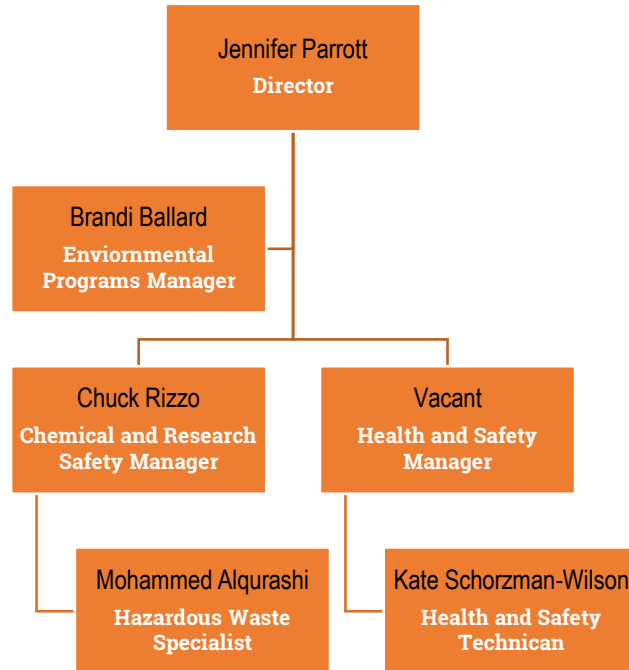 Jennifer Parrott
Director
Brandi Ballard
Enviornmental
Programs Manager
Chuck Rizzo
Chemical and Research
Safety Manager
Vacant
Health and Safety
Manager
Mohammed Alqurashi
Hazardous Waste
Specialist
Kate Schorzman-Wilson
Health and Safety
Technican